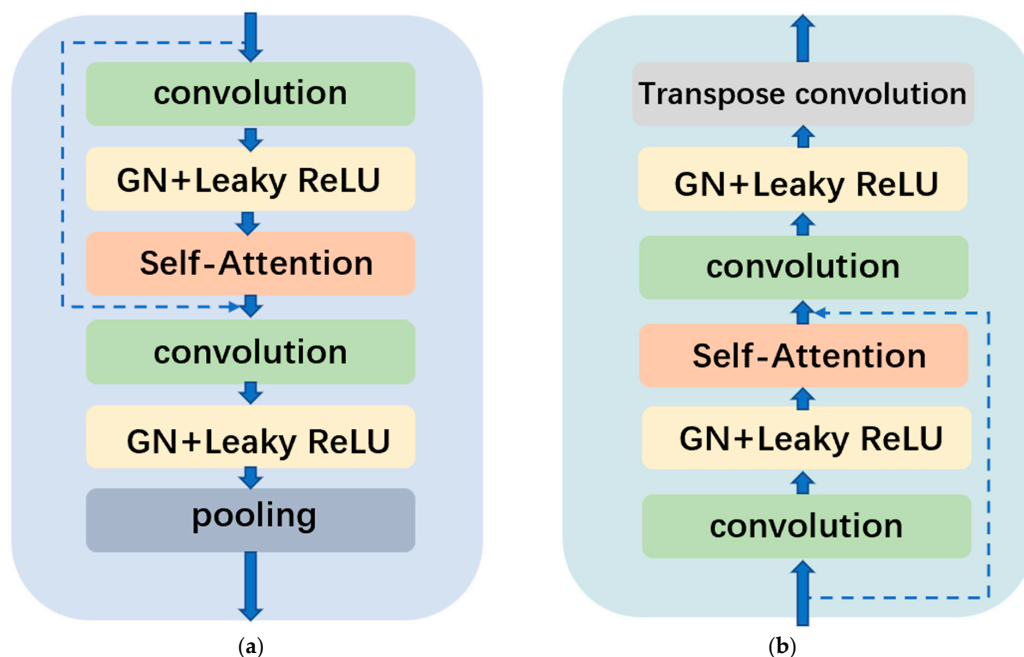 convolution
GN+Leaky ReLU
Self-Attention
convolution
GN+Leaky ReLU
pooling
(a)
Transpose convolution
GN+Leaky ReLU
convolution
Self-Attention
GN+Leaky ReLU
convolution
(b)